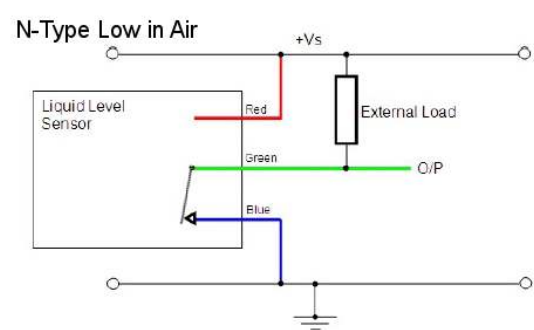 N-Type Low in Air
+Vs
Liquid Level
Sensor
Red
External Load
Green
O/P
Blue